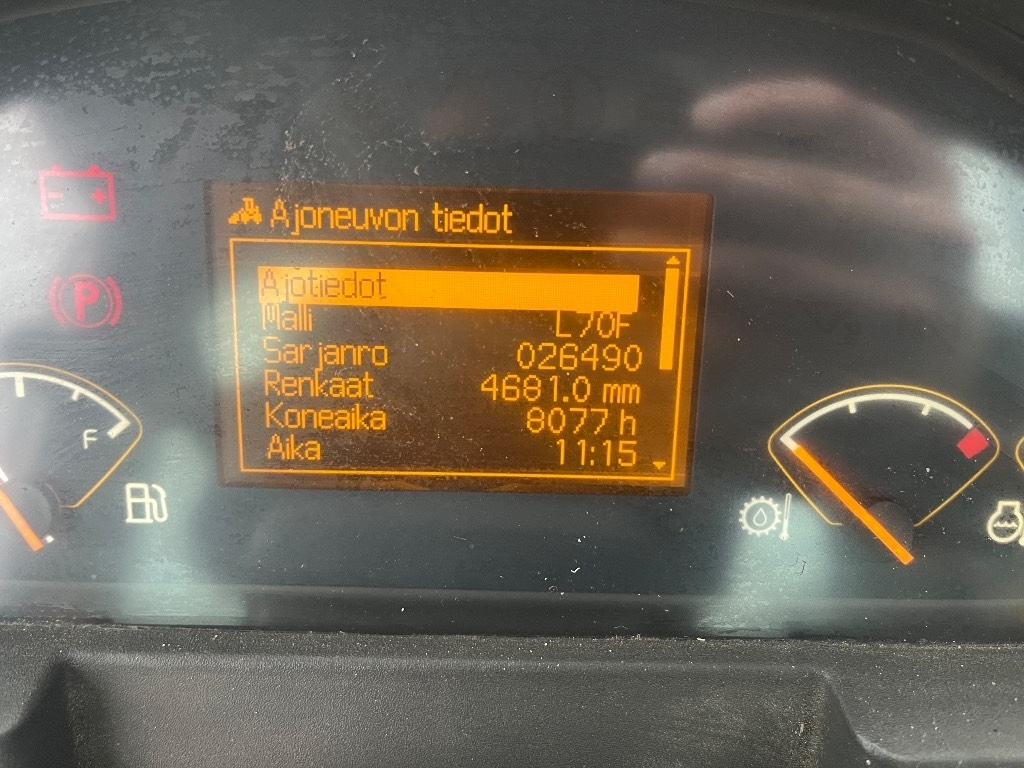 Ajoneuvon tiedot
Ajotiedot
Malli L70F
Sarjanro 026490
Renkaat 4681.0 mm
Koneaika 8077 h
Aika 11:15
P
F